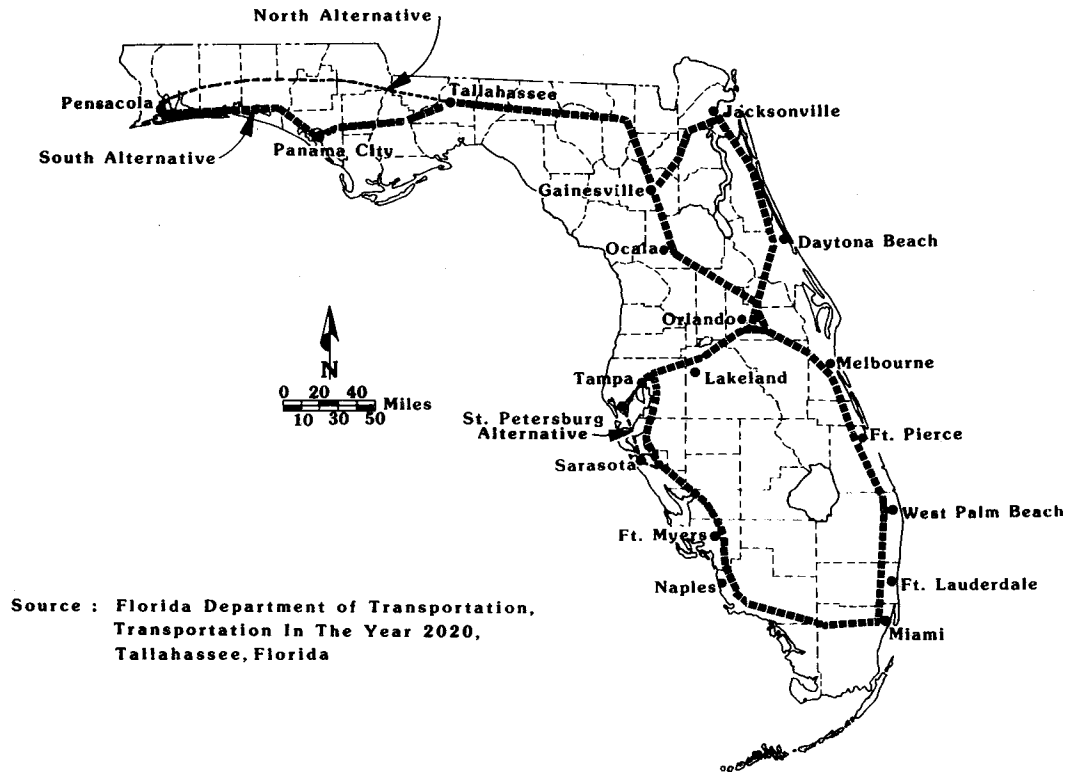 North Alternative
Pensacola
Tallahassee
Jacksonville
South Alternative
Panama City
Gainesville
Ocala
Daytona Beach
Orlando
N
Melbourne
Tampa
Lakeland
0 20 40 Miles
10 30 50
St. Petersburg
Alternative
Ft. Pierce
Sarasota
West Palm Beach
Ft. Myers
Naples
Ft. Lauderdale
Source : Florida Department of Transportation,
Transportation In The Year 2020,
Tallahassee, Florida
Miami